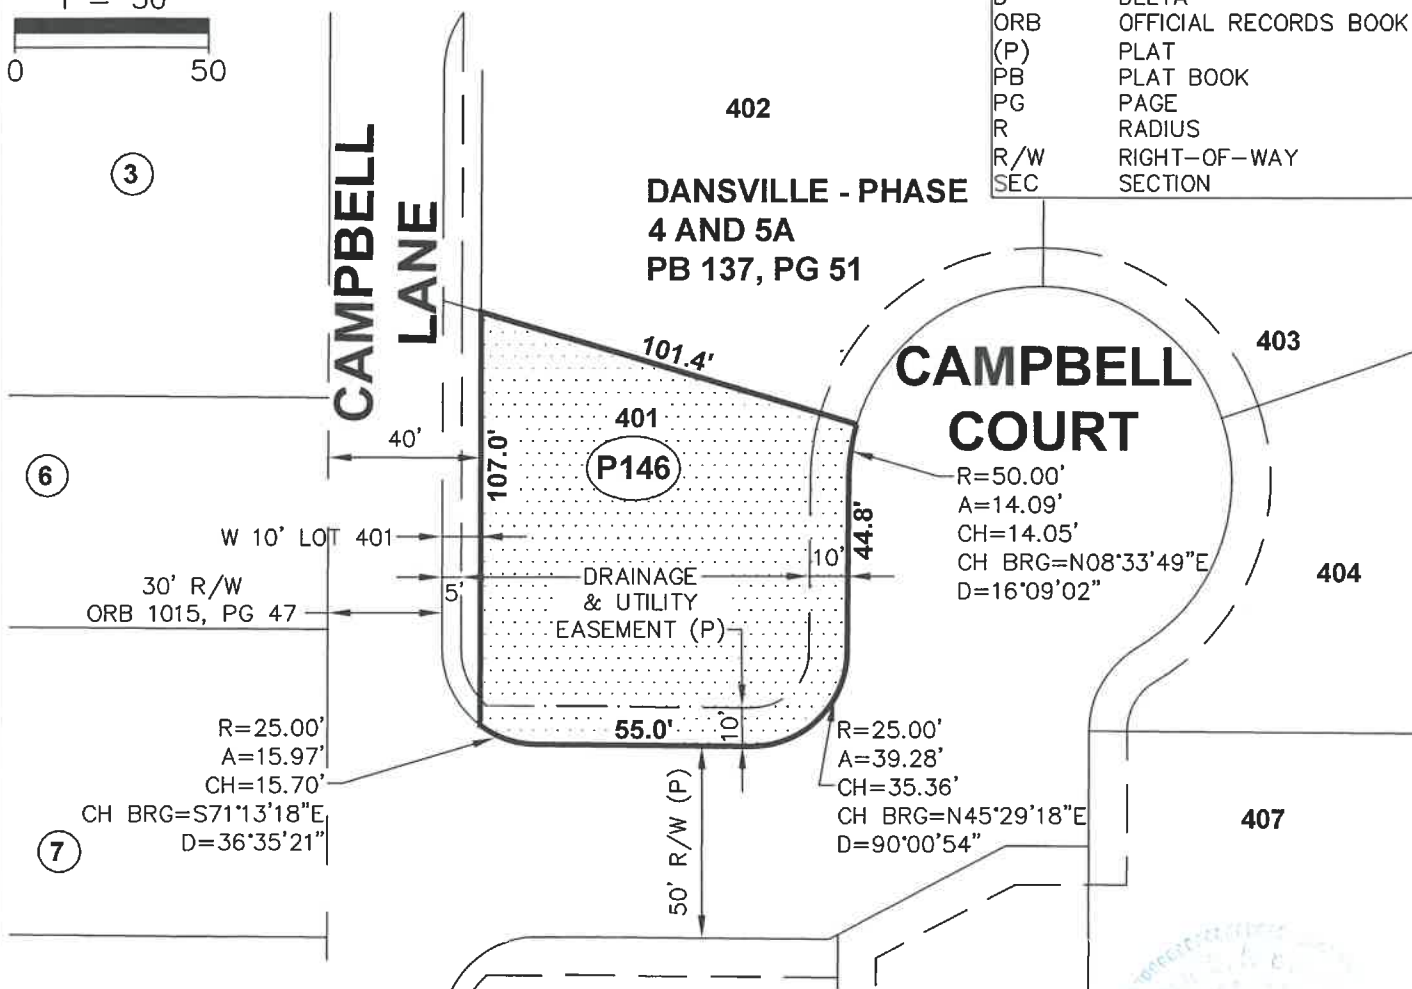 1" = 50'
0 50
D DELTA
ORB OFFICIAL RECORDS BOOK
(P) PLAT
PB PLAT BOOK
PG PAGE
R RADIUS
R/W RIGHT-OF-WAY
SEC SECTION
402
3
CAMPBELL
LANE
DANSVILLE - PHASE
4 AND 5A
PB 137, PG 51
403
101.4'
CAMPBELL
COURT
401
P146
107.0'
40'
6
R=50.00'
A=14.09'
CH=14.05'
CH BRG=N08°33'49"E
D=16°09'02"
44.8'
W 10' LOT 401
10'
404
30' R/W
ORB 1015, PG 47
5'
DRAINAGE
& UTILITY
EASEMENT (P)
R=25.00'
A=15.97'
CH=15.70'
CH BRG=S71°13'18"E
D=36°35'21"
55.0'
10'
R=25.00'
A=39.28'
CH=35.36'
CH BRG=N45°29'18"E
D=90°00'54"
407
7
50' R/W (P)